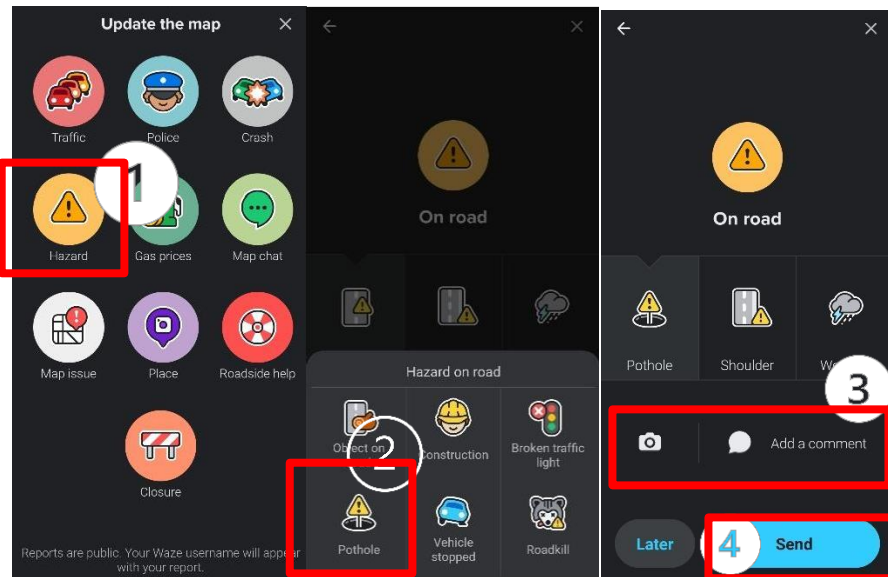 Update the map
Traffic
Police
Crash
1
Hazard
Gas prices
Map chat
Map issue
Place
Roadside help
Closure
Reports are public. Your Waze username will appear
with your report.
On road
Hazard on road
Object on
2
Construction
Broken traffic
light
Pothole
Vehicle
stopped
Roadkill
On road
Pothole
Shoulder
3
Add a comment
Later
4
Send